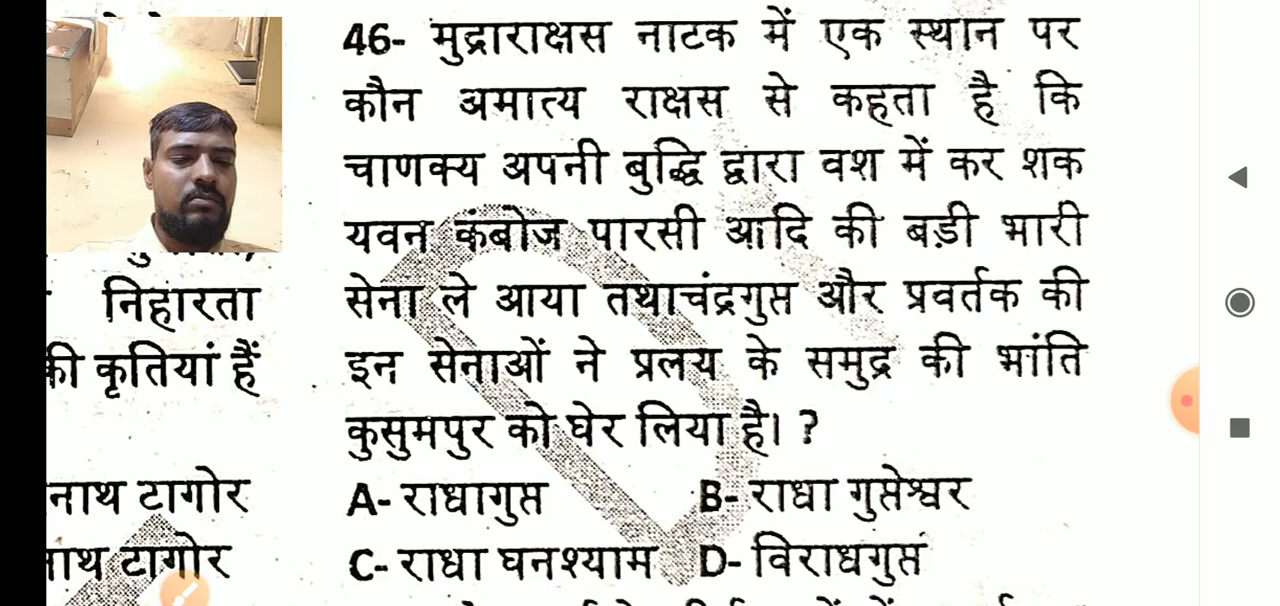 46- मुद्राराक्षस नाटक में एक स्थान पर
कौन अमात्य राक्षस से कहता है कि
चाणक्य अपनी बुद्धि द्वारा वश में कर शक
यवन कंबोज पारसी आदि की बड़ी भारी
सेना ले आया तथाचंद्रगुप्त और प्रवर्तक की
इन सेनाओं ने प्रलय के समुद्र की भांति
कुसुमपुर को घेर लिया है। ?
A- राधागुप्त B- राधा गुप्तेश्वर
C- राधा घनश्याम D- विराधगुप्त
निहारता
की कृतियां हैं
नाथ टागोर
नाथ टागोर